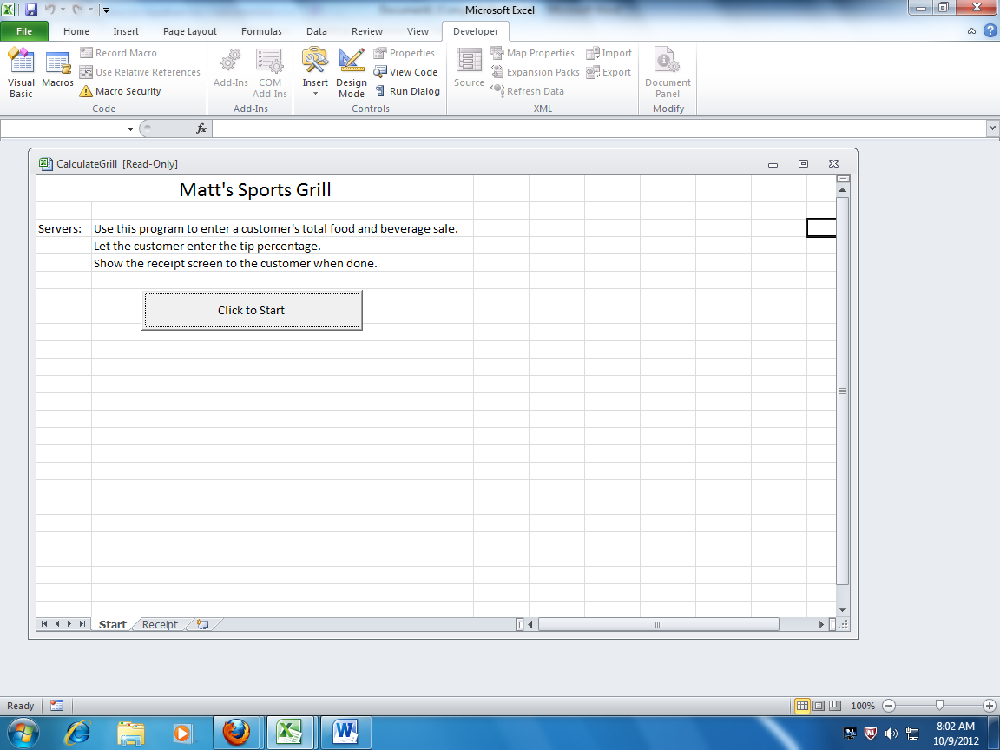 Microsoft Excel
File Home Insert Page Layout Formulas Data Review View Developer
Visual Basic
Macros
Record Macro
Use Relative References
Macro Security
Code
Add-Ins
COM Add-Ins
Add-Ins
Insert
Design Mode
Properties
View Code
Run Dialog
Controls
Source
Map Properties
Expansion Packs
Refresh Data
Import
Export
XML
Document Panel
Modify
fx
CalculateGrill [Read-Only]
Matt's Sports Grill
Servers: Use this program to enter a customer's total food and beverage sale.
Let the customer enter the tip percentage.
Show the receipt screen to the customer when done.
Click to Start
Start Receipt
Ready
100%
8:02 AM
10/9/2012